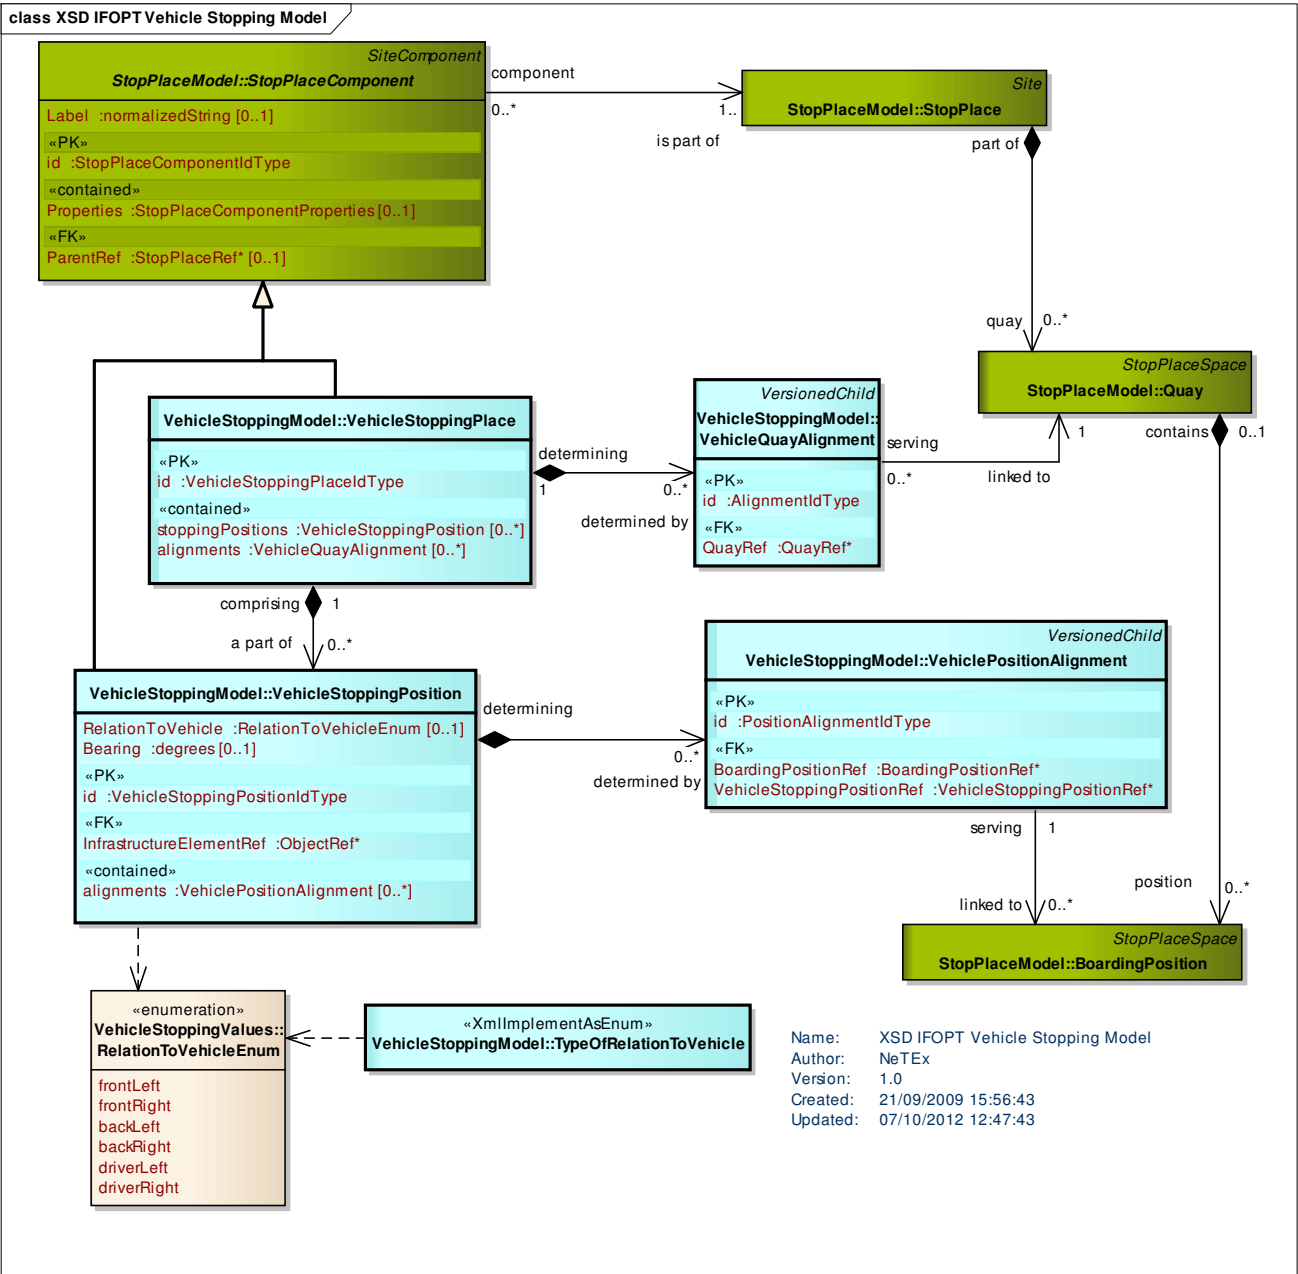 class XSD IFOPT Vehicle Stopping Model
SiteComponent
StopPlaceModel::StopPlaceComponent
Label :normalizedString [0..1]
«PK»
id :StopPlaceComponentIdType
«contained»
Properties :StopPlaceComponentProperties [0..1]
«FK»
ParentRef :StopPlaceRef* [0..1]
component
0..*
1..
is part of
Site
StopPlaceModel::StopPlace
part of
quay
0..*
StopPlaceSpace
StopPlaceModel::Quay
contains
0..1
VehicleStoppingModel::VehicleStoppingPlace
«PK»
id :VehicleStoppingPlaceIdType
«contained»
stoppingPositions :VehicleStoppingPosition [0..*]
alignments :VehicleQuayAlignment [0..*]
determining
1
0..*
determined by
VersionedChild
VehicleStoppingModel::
VehicleQuayAlignment
«PK»
id :AlignmentIdType
«FK»
QuayRef :QuayRef*
serving
0..*
linked to
1
comprising
1
a part of
0..*
VehicleStoppingModel::VehicleStoppingPosition
RelationToVehicle :RelationToVehicleEnum [0..1]
Bearing :degrees [0..1]
«PK»
id :VehicleStoppingPositionIdType
«FK»
InfrastructureElementRef :ObjectRef*
«contained»
alignments :VehiclePositionAlignment [0..*]
determining
0..*
determined by
VersionedChild
VehicleStoppingModel::VehiclePositionAlignment
«PK»
id :PositionAlignmentIdType
«FK»
BoardingPositionRef :BoardingPositionRef*
VehicleStoppingPositionRef :VehicleStoppingPositionRef*
serving
1
linked to
0..*
position
0..*
StopPlaceSpace
StopPlaceModel::BoardingPosition
«enumeration»
VehicleStoppingValues::
RelationToVehicleEnum
frontLeft
frontRight
backLeft
backRight
driverLeft
driverRight
«XmlImplementAsEnum»
VehicleStoppingModel::TypeOfRelationToVehicle
Name: XSD IFOPT Vehicle Stopping Model
Author: NeTEx
Version: 1.0
Created: 21/09/2009 15:56:43
Updated: 07/10/2012 12:47:43